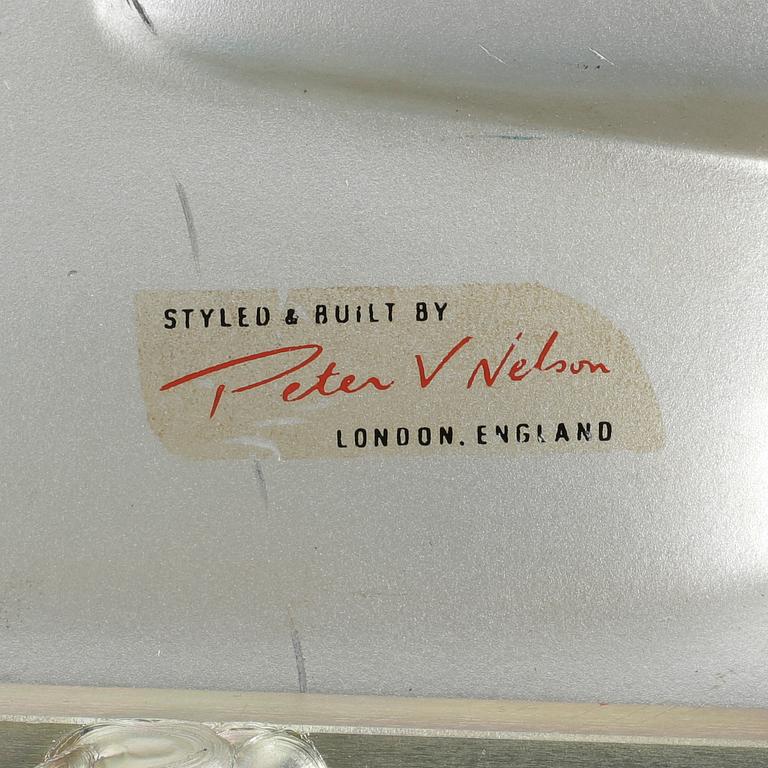 STYLED & BUiLT BY
Peter V Nelson
LONDON. ENGLAND